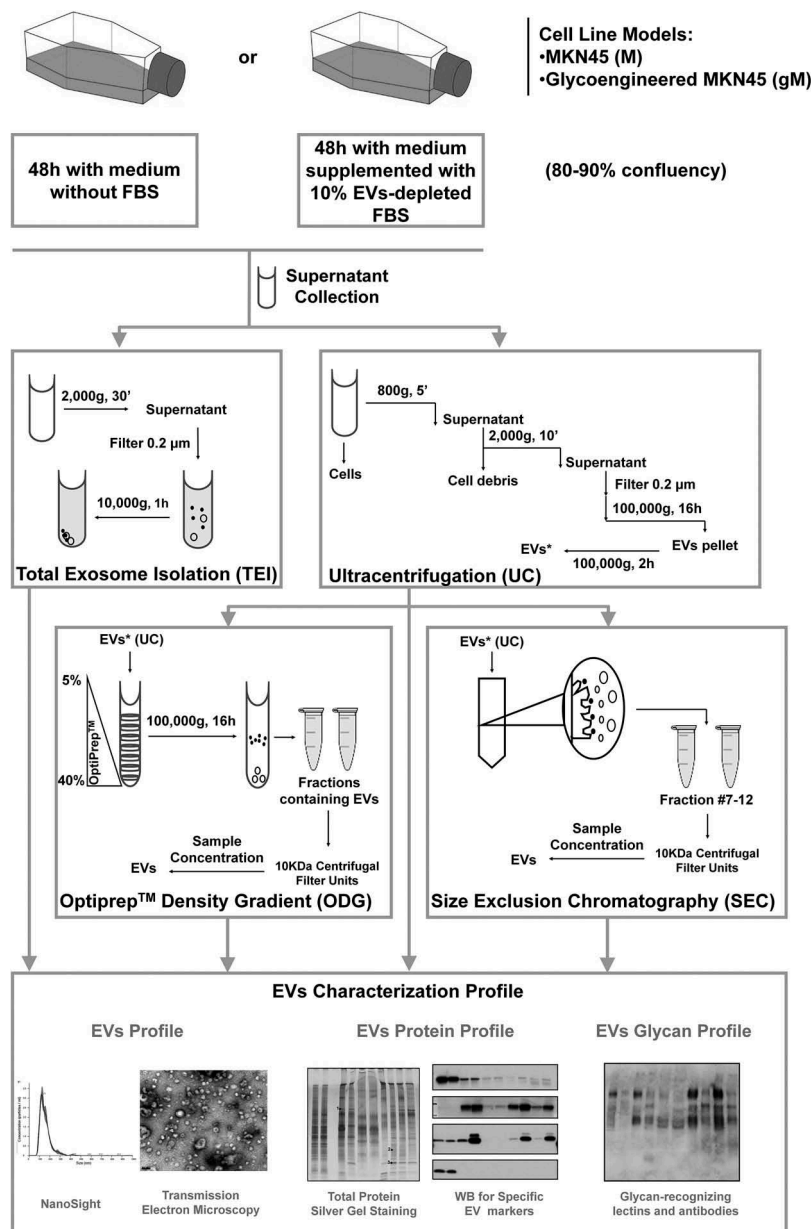 or
Cell Line Models:
•MKN45 (M)
•Glycoengineered MKN45 (gM)
48h with medium
without FBS
48h with medium
supplemented with
10% EVs-depleted
FBS
(80-90% confluency)
Supernatant
Collection
2,000g, 30’
Supernatant
Filter 0.2 µm
10,000g, 1h
Total Exosome Isolation (TEI)
800g, 5’
Supernatant
Cells
2,000g, 10’
Cell debris
Supernatant
Filter 0.2 µm
100,000g, 16h
EVs pellet
EVs*
100,000g, 2h
Ultracentrifugation (UC)
EVs* (UC)
5%
OptiPrep™
40%
100,000g, 16h
Fractions
containing EVs
Sample
Concentration
EVs
10KDa Centrifugal
Filter Units
Optiprep™ Density Gradient (ODG)
EVs* (UC)
Fraction #7-12
Sample
Concentration
EVs
10KDa Centrifugal
Filter Units
Size Exclusion Chromatography (SEC)
EVs Characterization Profile
EVs Profile
EVs Protein Profile
EVs Glycan Profile
NanoSight
Transmission
Electron Microscopy
Total Protein
Silver Gel Staining
WB for Specific
EV markers
Glycan-recognizing
lectins and antibodies